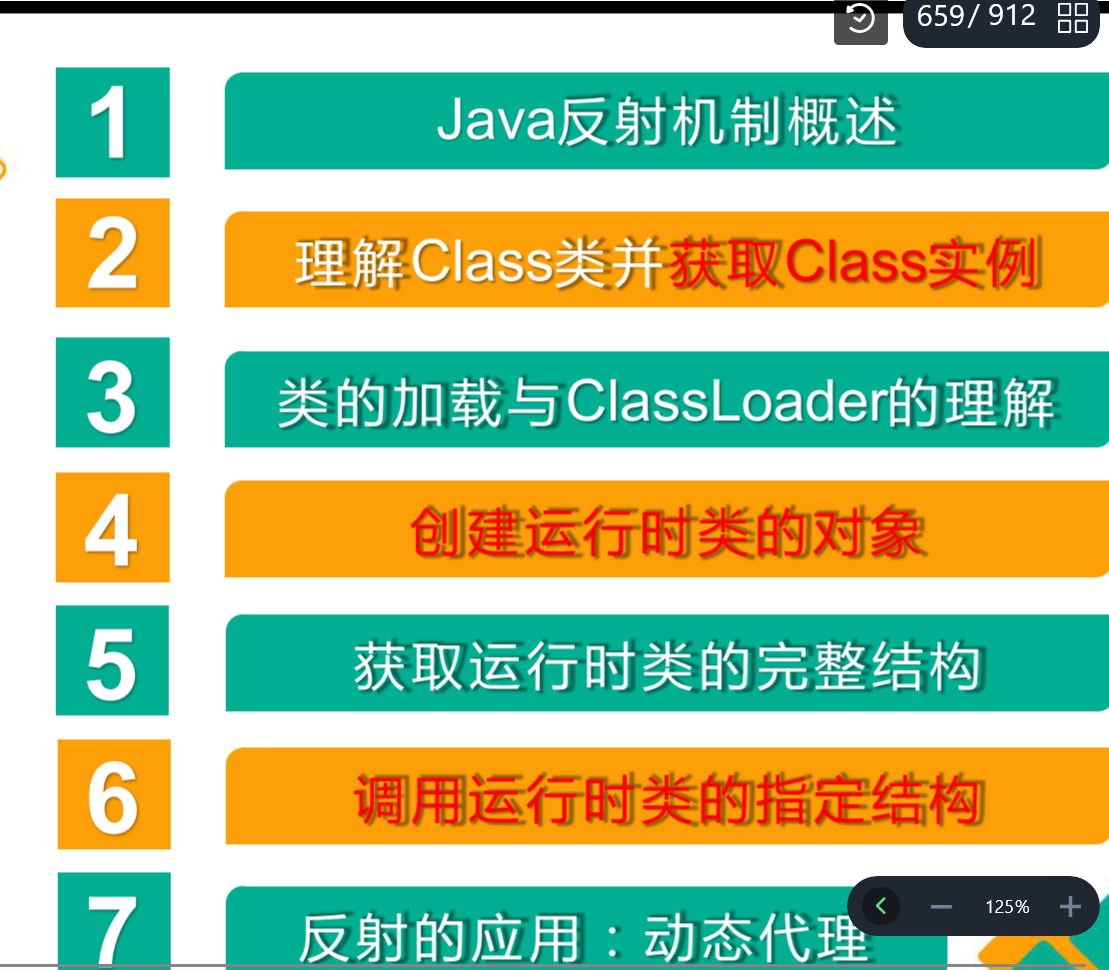 659/ 912
1
Java反射机制概述
2
理解Class类并获取Class实例
3
类的加载与ClassLoader的理解
4
创建运行时类的对象
5
获取运行时类的完整结构
6
调用运行时类的指定结构
7
反射的应用：动态代理
125%